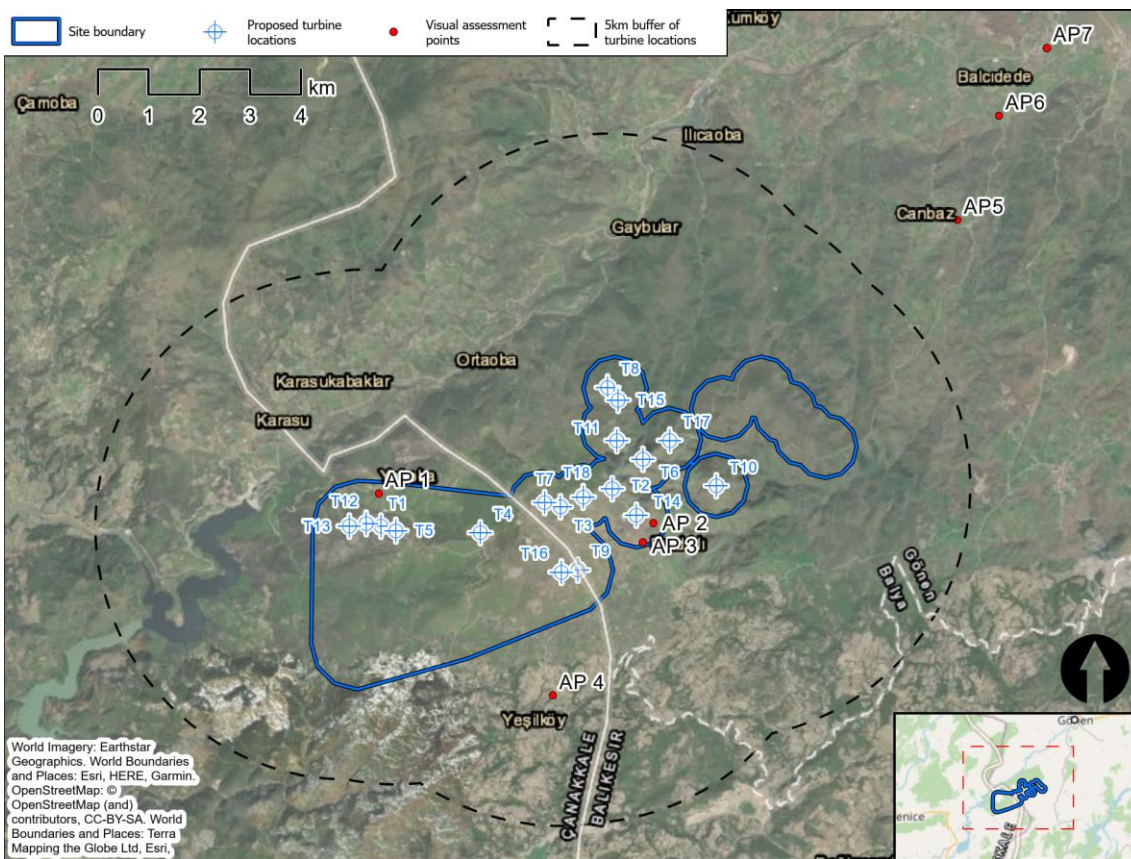 Site boundary
Proposed turbine
locations
Visual assessment
points
5km buffer of
turbine locations
km
0 1 2 3 4
Çamoba
AP7
Balcıdede
AP6
Ilıcaoba
Canbaz
AP5
Gaybular
Ortaoba
Karasukabaklar
Karasu
T8
T15
T11
T17
T6
T10
T7
T18
T2
T14
AP 1
T12
T1
T13
T5
T4
T3
AP 2
AP 3
T16
T9
Gönen
Balya
AP 4
Yeşilköy
ÇANAKKALE
BALIKESIR
World Imagery: Earthstar
Geographics. World Boundaries
and Places: Esri, HERE, Garmin.
OpenStreetMap: ©
OpenStreetMap (and)
contributors, CC-BY-SA. World
Boundaries and Places: Terra
Mapping the Globe Ltd, Esri,